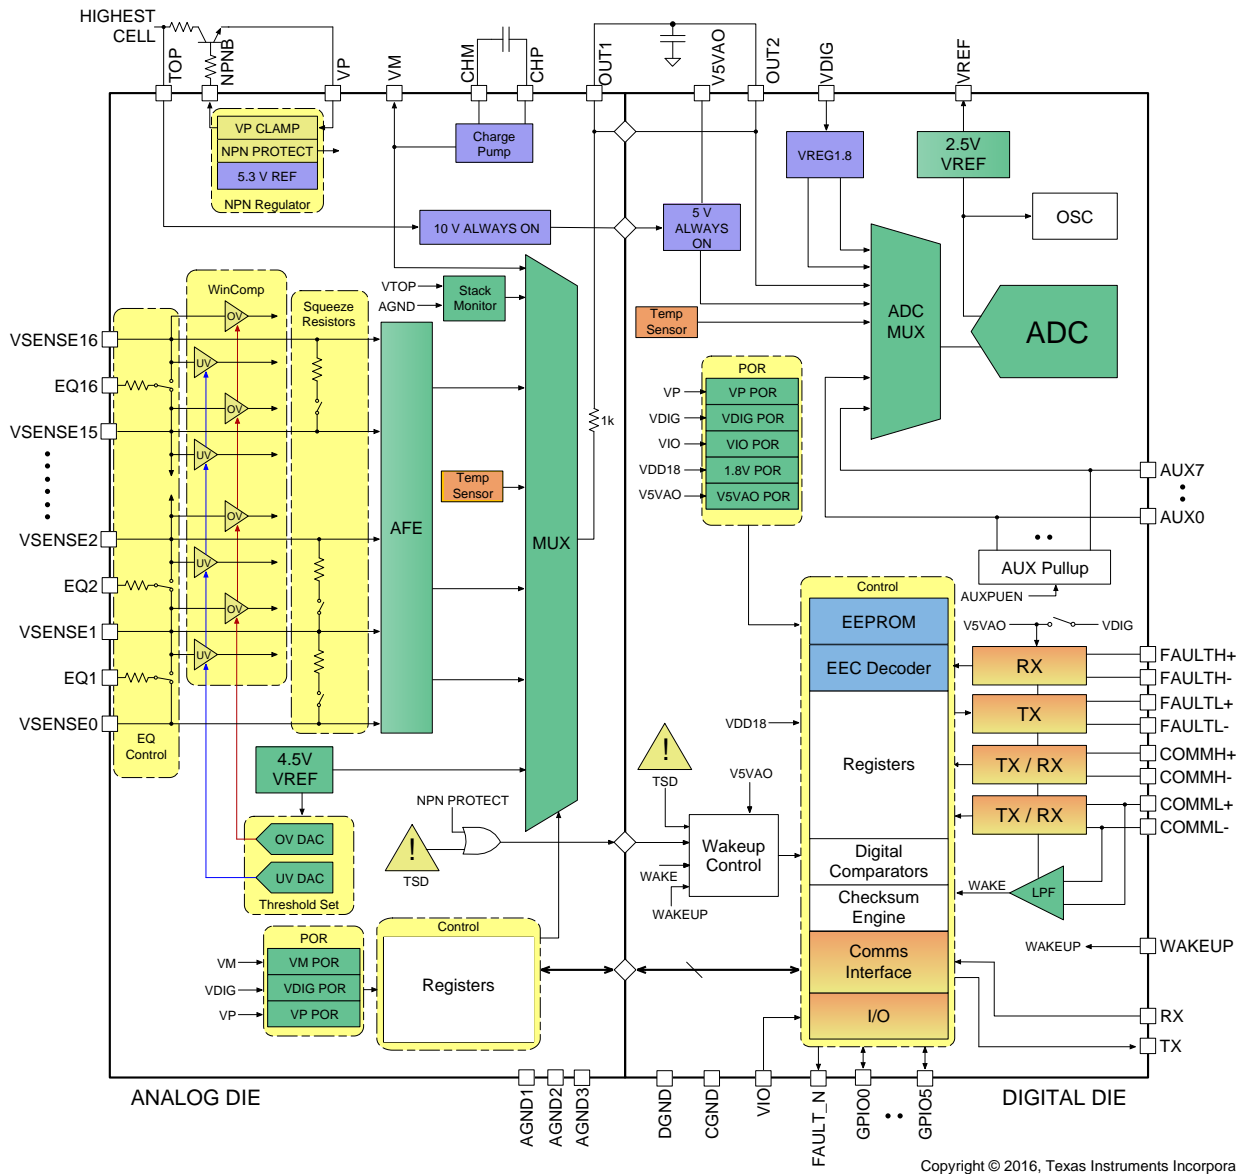 HIGHEST
CELL
TOP
NPNB
VP
VM
CHM
CHP
OUT1
V5VAO
OUT2
VDIG
VREF
VP CLAMP
NPN PROTECT
5.3 V REF
NPN Regulator
Charge
Pump
VREG1.8
2.5V
VREF
OSC
10 V ALWAYS ON
5 V
ALWAYS
ON
WinComp
Squeeze
Resistors
VTOP
AGND
Stack
Monitor
Temp
Sensor
ADC
MUX
ADC
VSENSE16
EQ16
VSENSE15
VSENSE2
EQ2
VSENSE1
EQ1
VSENSE0
OV
UV
OV
UV
OV
UV
OV
UV
EQ
Control
AFE
Temp
Sensor
MUX
1k
POR
VP
VP POR
VDIG
VDIG POR
VIO
VIO POR
VDD18
1.8V POR
V5VAO
V5VAO POR
AUX7
AUX0
AUX Pullup
AUXPUEN
V5VAO
VDIG
Control
EEPROM
EEC Decoder
Registers
Digital
Comparators
Checksum
Engine
Comms
Interface
I/O
RX
TX
TX / RX
TX / RX
FAULTH+
FAULTH-
FAULTL+
FAULTL-
COMMH+
COMMH-
COMML+
COMML-
WAKE
LPF
WAKEUP
WAKEUP
RX
TX
VDD18
!
TSD
V5VAO
Wakeup
Control
WAKE
WAKEUP
4.5V
VREF
OV DAC
UV DAC
Threshold Set
NPN PROTECT
!
TSD
POR
VM
VM POR
VDIG
VDIG POR
VP
VP POR
Control
Registers
ANALOG DIE
AGND1
AGND2
AGND3
DGND
CGND
VIO
FAULT_N
GPIO0
GPIO5
DIGITAL DIE
Copyright © 2016, Texas Instruments Incorpora